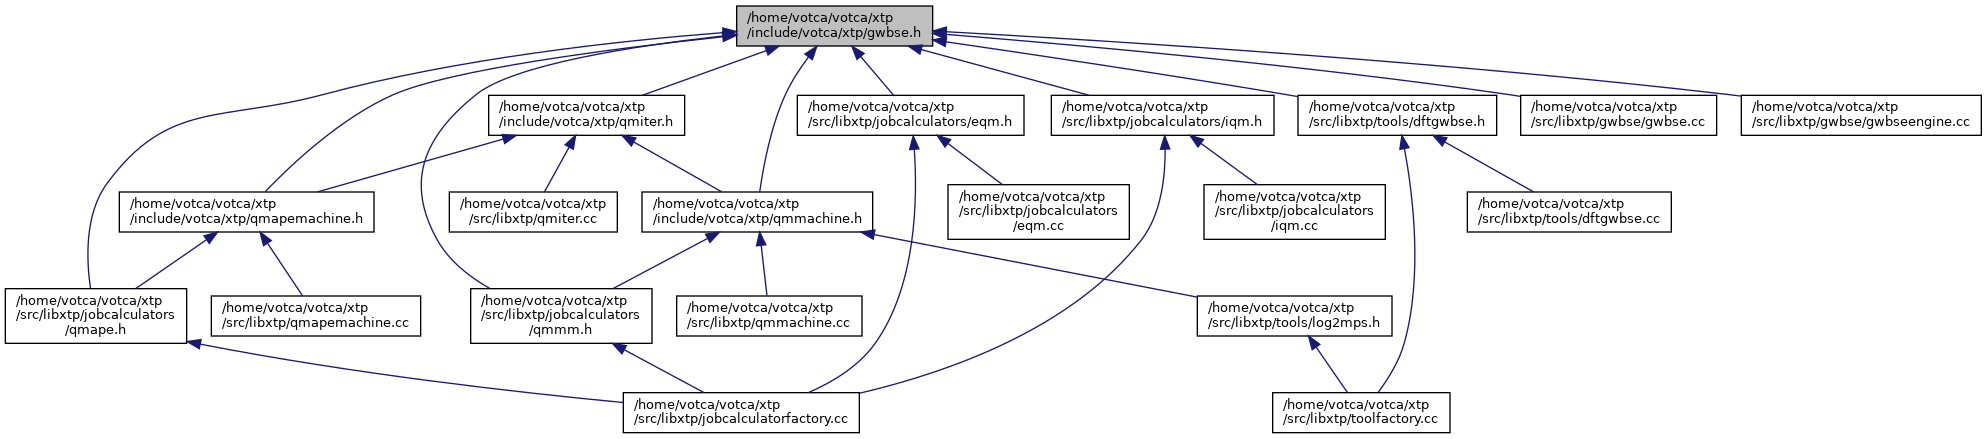 /home/votca/votca/xtp
/include/votca/xtp/gwbse.h
/home/votca/votca/xtp
/include/votca/xtp/qmiter.h
/home/votca/votca/xtp
/src/libxtp/jobcalculators/eqm.h
/home/votca/votca/xtp
/src/libxtp/jobcalculators/iqm.h
/home/votca/votca/xtp
/src/libxtp/tools/dftgwbse.h
/home/votca/votca/xtp
/src/libxtp/gwbse/gwbse.cc
/home/votca/votca/xtp
/src/libxtp/gwbse/gwbseengine.cc
/home/votca/votca/xtp
/include/votca/xtp/qmapemachine.h
/home/votca/votca/xtp
/src/libxtp/qmiter.cc
/home/votca/votca/xtp
/include/votca/xtp/qmmachine.h
/home/votca/votca/xtp
/src/libxtp/jobcalculators
/eqm.cc
/home/votca/votca/xtp
/src/libxtp/jobcalculators
/iqm.cc
/home/votca/votca/xtp
/src/libxtp/tools/dftgwbse.cc
/home/votca/votca/xtp
/src/libxtp/jobcalculators
/qmape.h
/home/votca/votca/xtp
/src/libxtp/qmapemachine.cc
/home/votca/votca/xtp
/src/libxtp/jobcalculators
/qmmm.h
/home/votca/votca/xtp
/src/libxtp/qmmachine.cc
/home/votca/votca/xtp
/src/libxtp/tools/log2mps.h
/home/votca/votca/xtp
/src/libxtp/jobcalculatorfactory.cc
/home/votca/votca/xtp
/src/libxtp/toolfactory.cc